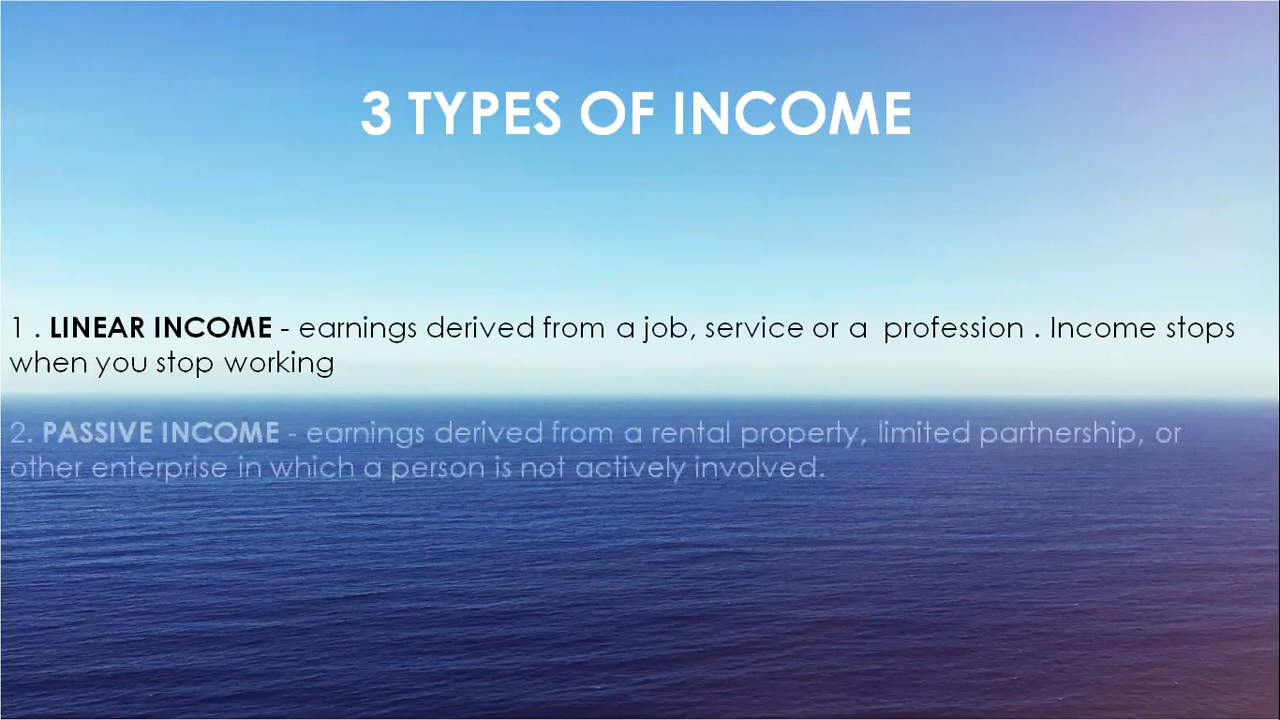 3 TYPES OF INCOME
1 . LINEAR INCOME - earnings derived from a job, service or a  profession . Income stops
when you stop working
2. PASSIVE INCOME - earnings derived from a rental property, limited partnership, or
other enterprise in which a person is not actively involved.